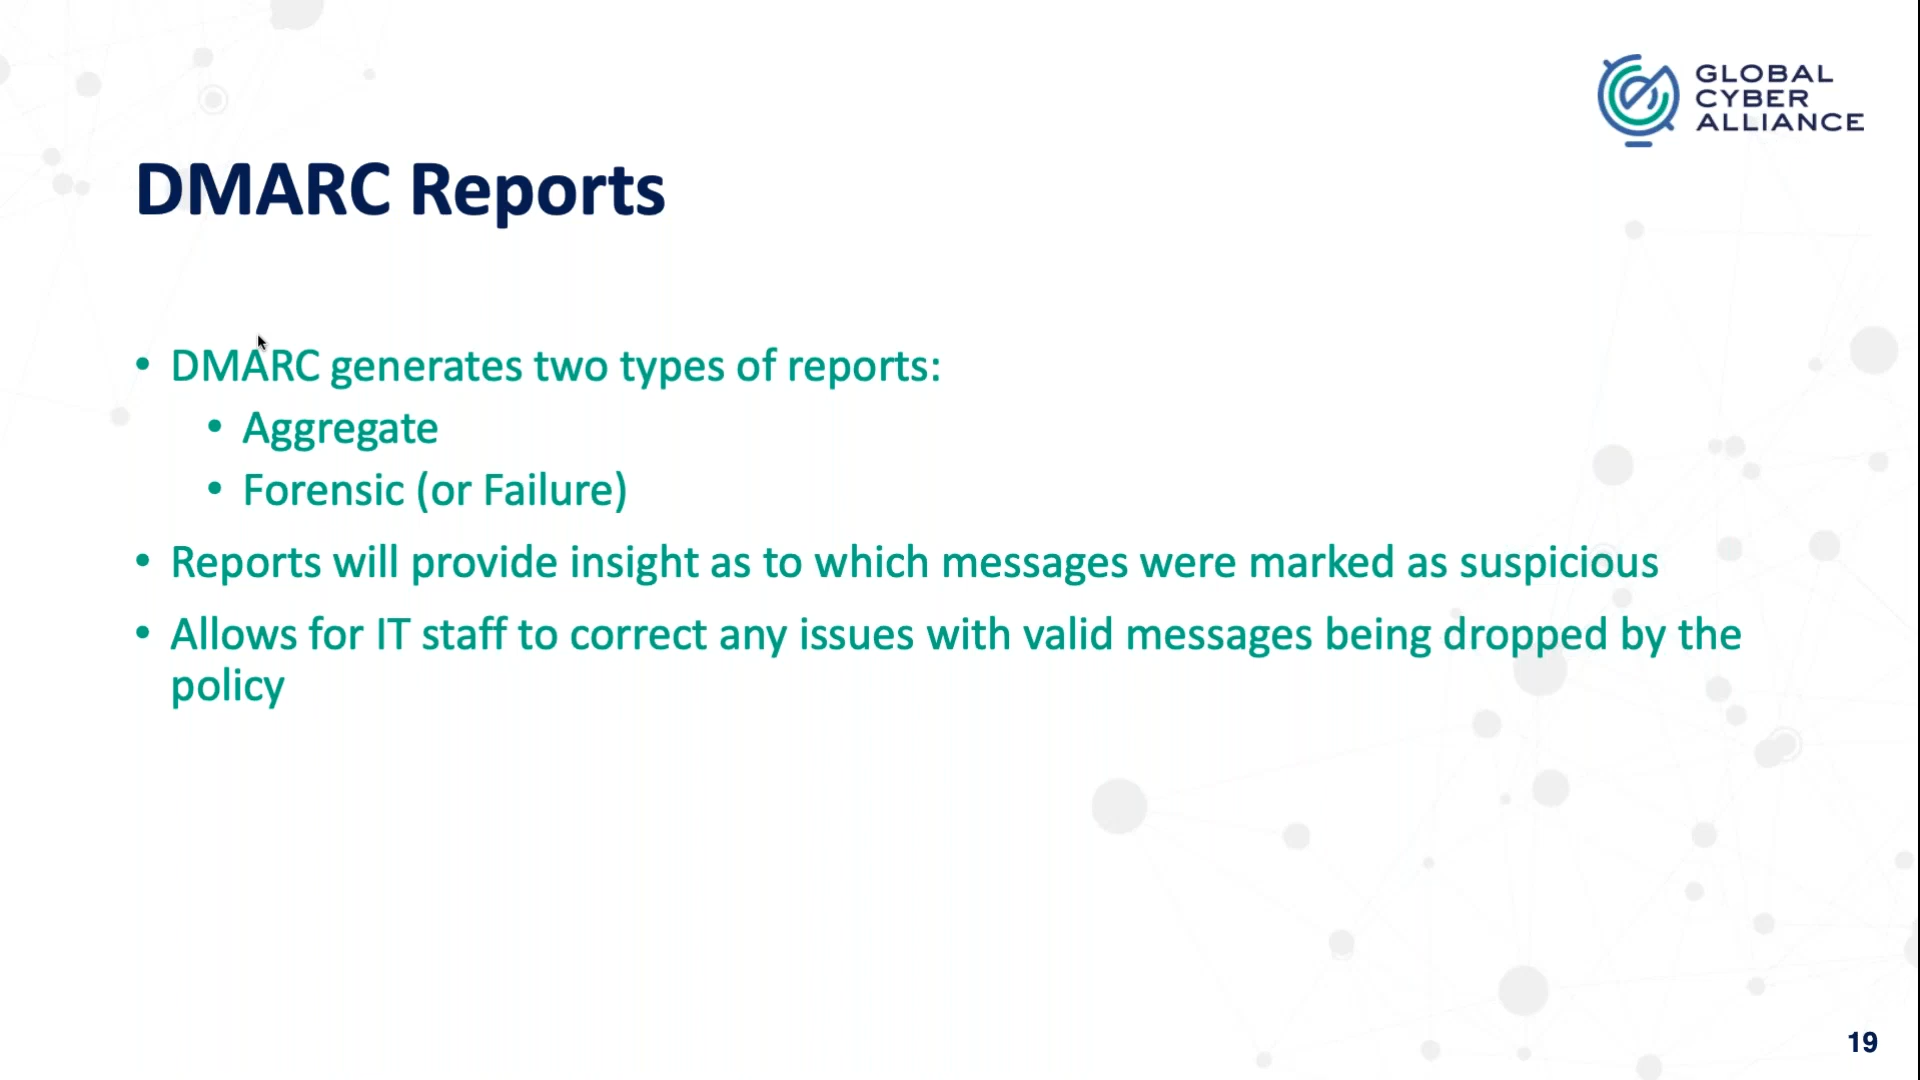 GLOBAL
CYBER
ALLIANCE
DMARC Reports
• DMARC generates two types of reports:
• Aggregate
• Forensic (or Failure)
• Reports will provide insight as to which messages were marked as suspicious
• Allows for IT staff to correct any issues with valid messages being dropped by the
policy
19